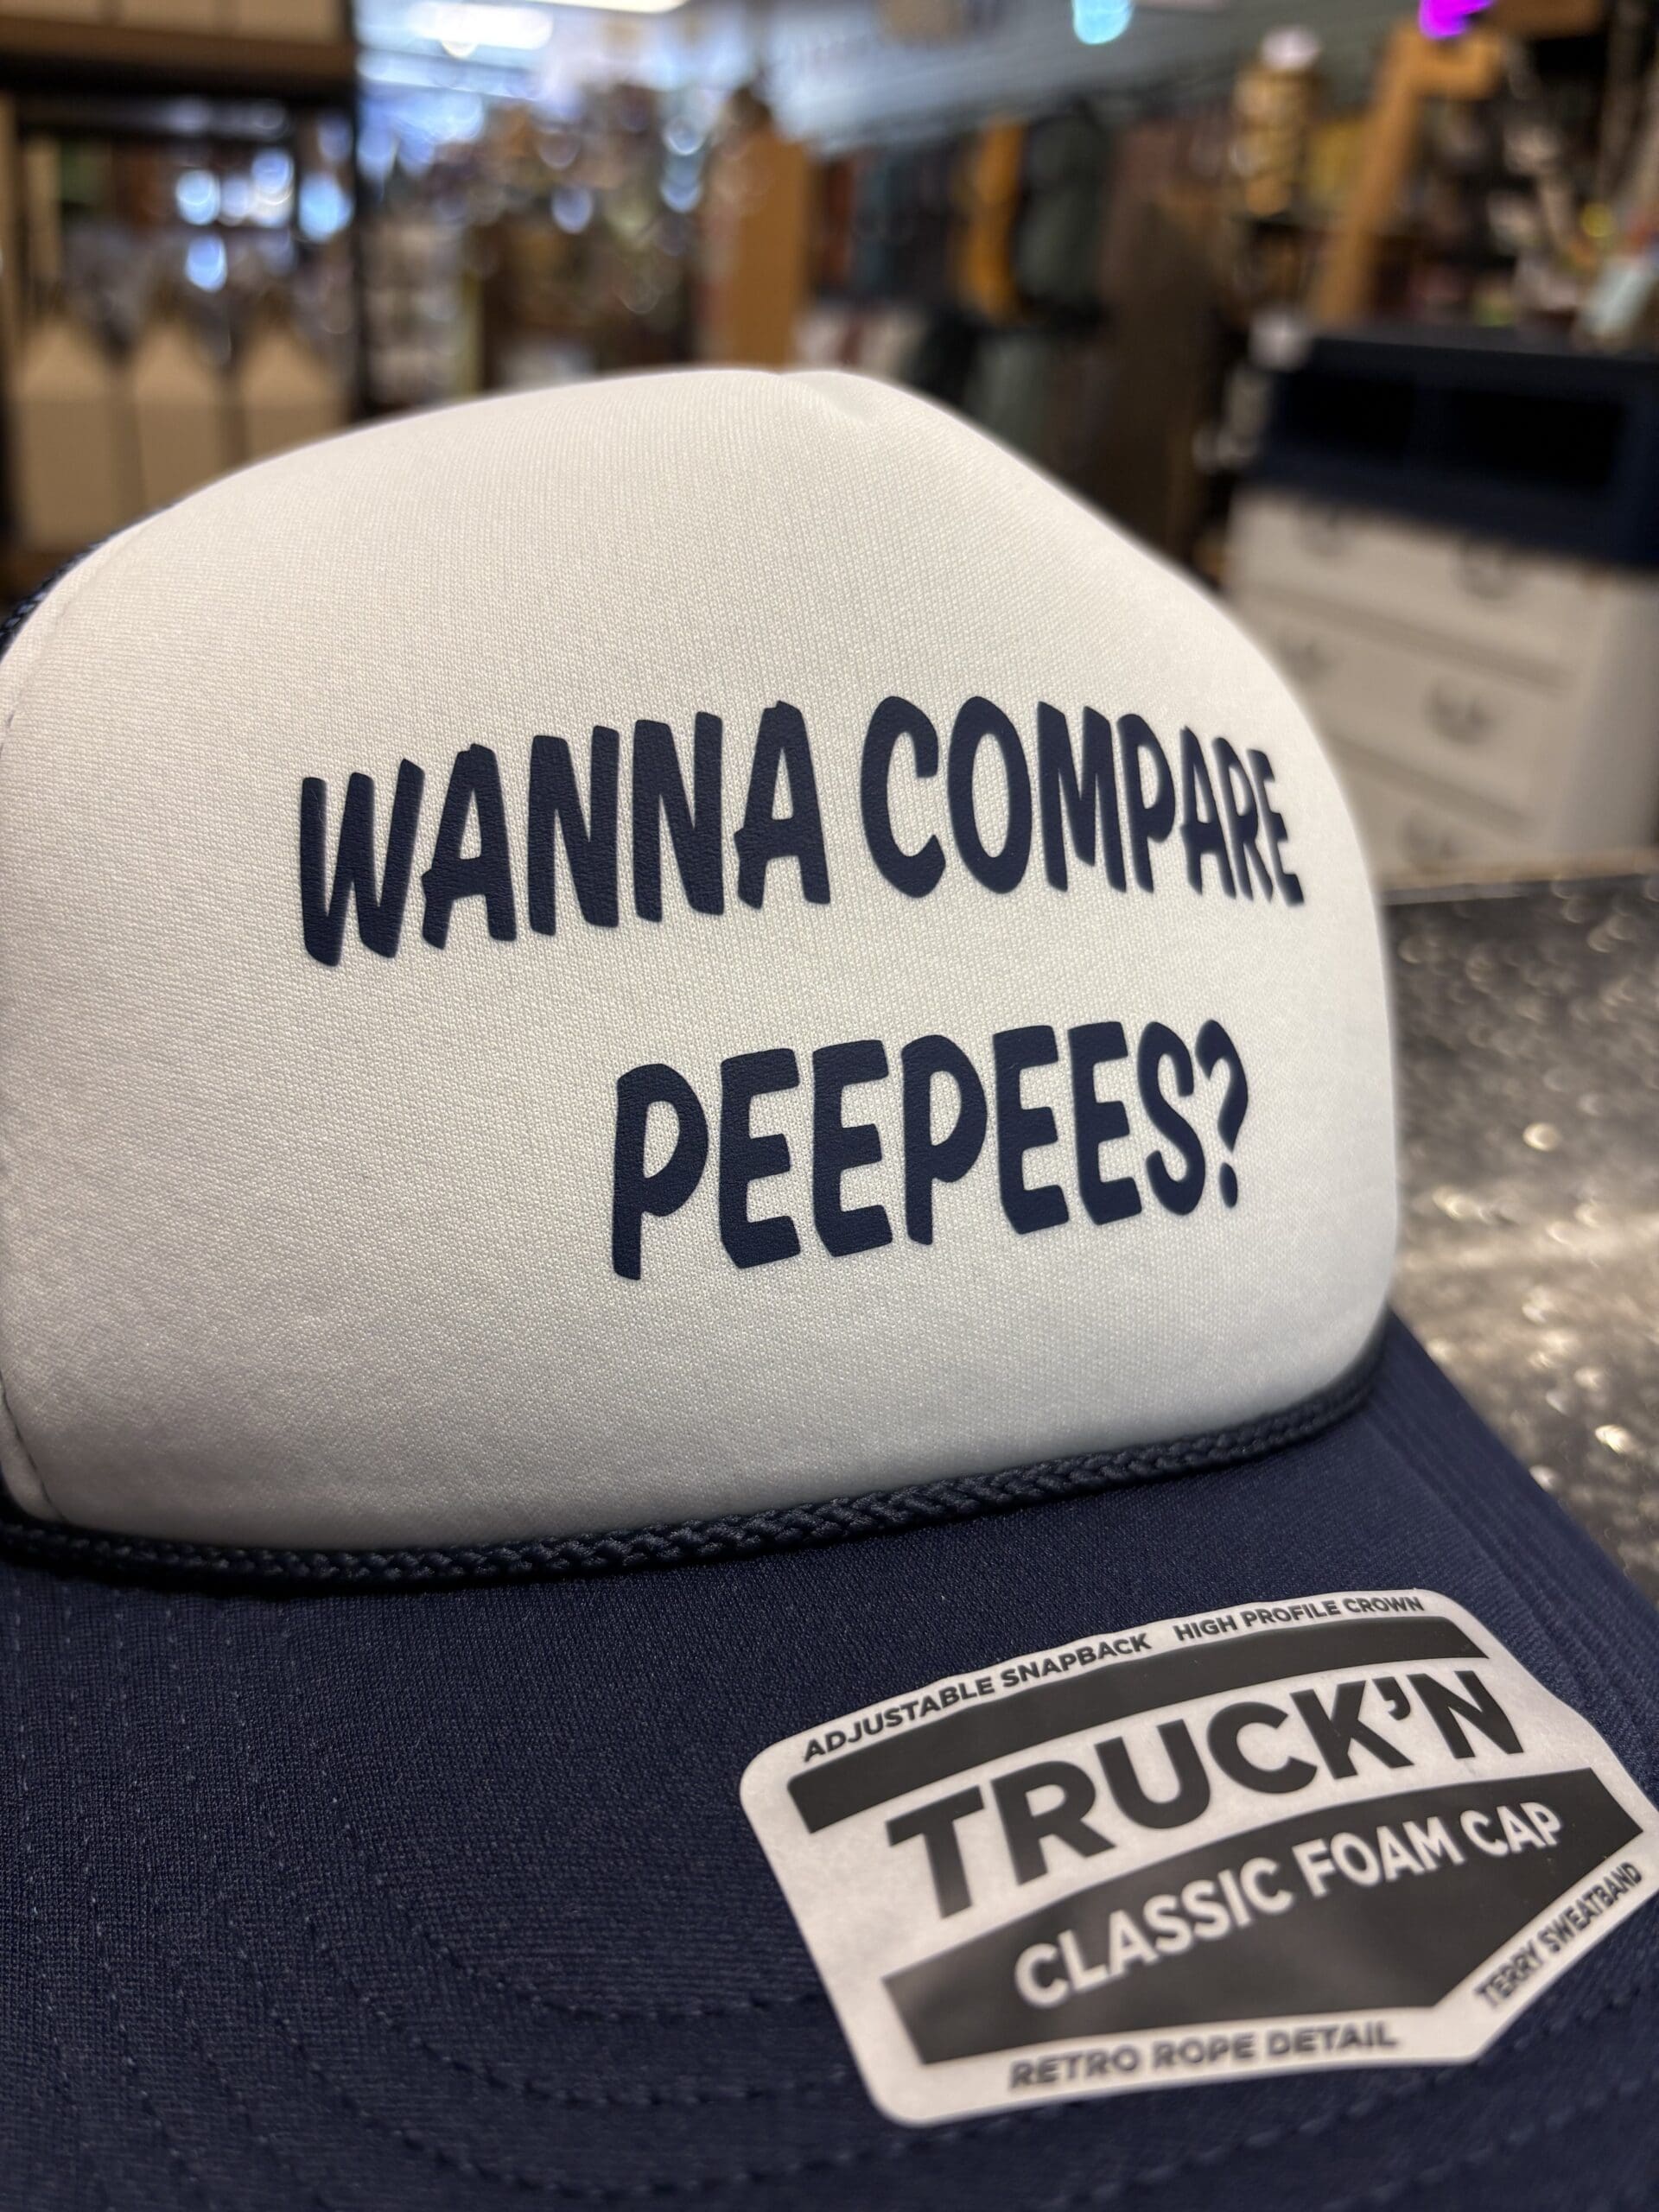 WANNA COMPARE
PEEPEES?
ADJUSTABLE SNAPBACK HIGH PROFILE CROWN
TRUCK'N
CLASSIC FOAM CAP
TERRY SWEATBAND
RETRO ROPE DETAIL